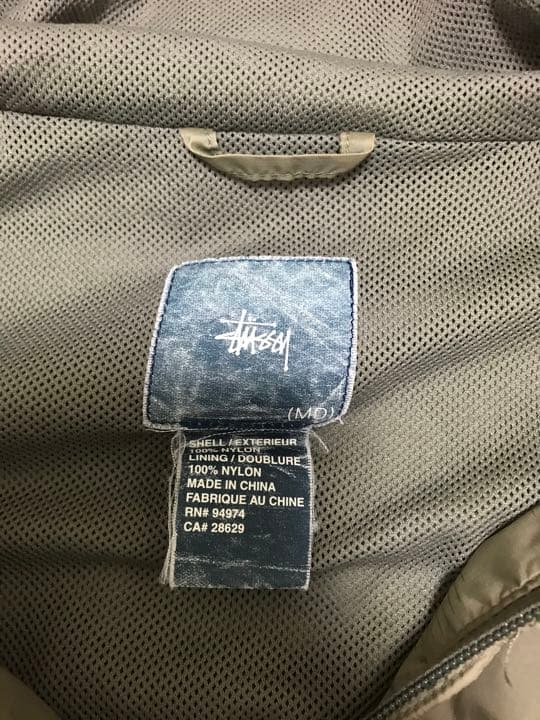 Stüssy
(MD)
SHELL / EXTERIEUR
100% NYLON
LINING / DOUBLURE
100% NYLON
MADE IN CHINA
FABRIQUE AU CHINE
RN# 94974
CA# 28629